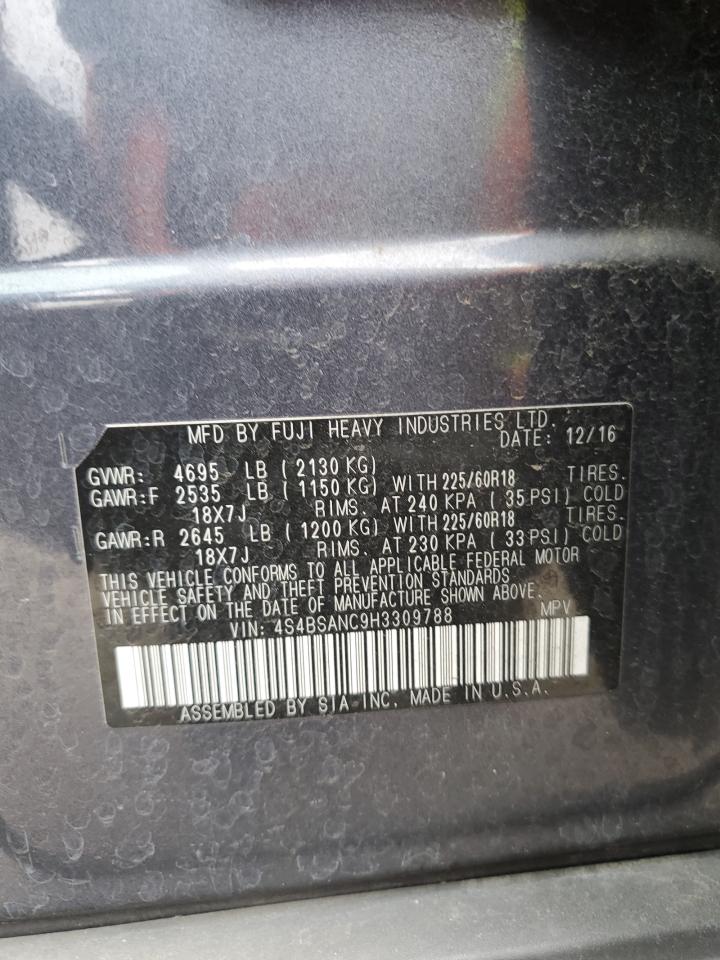 MFD BY FUJI HEAVY INDUSTRIES LTD.
DATE: 12/16
GVWR: 4695 LB ( 2130 KG)
GAWR:F 2535 LB ( 1150 KG) WITH 225/60R18 TIRES.
18X7J RIMS. AT 240 KPA ( 35 PSI) COLD
GAWR:R 2645 LB ( 1200 KG) WITH 225/60R18 TIRES.
18X7J RIMS. AT 230 KPA ( 33 PSI) COLD
THIS VEHICLE CONFORMS TO ALL APPLICABLE FEDERAL MOTOR
VEHICLE SAFETY AND THEFT PREVENTION STANDARDS
IN EFFECT ON THE DATE OF MANUFACTURE SHOWN ABOVE.
VIN: 4S4BSANC9H3309788 MPV
ASSEMBLED BY SIA INC. MADE IN U.S.A.